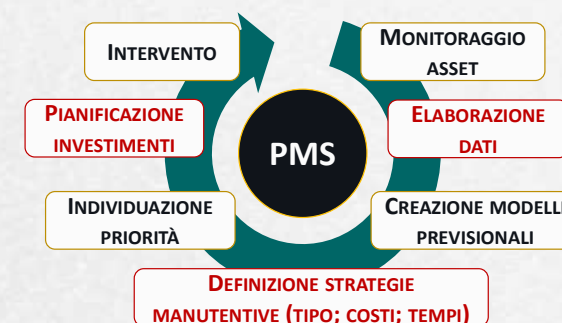 INTERVENTO
MONITORAGGIO
ASSET
PIANIFICAZIONE
INVESTIMENTI
ELABORAZIONE
DATI
PMS
INDIVIDUAZIONE
PRIORITÀ
CREAZIONE MODELLI
PREVISIONALI
DEFINIZIONE STRATEGIE
MANUTENTIVE (TIPO; COSTI; TEMPI)